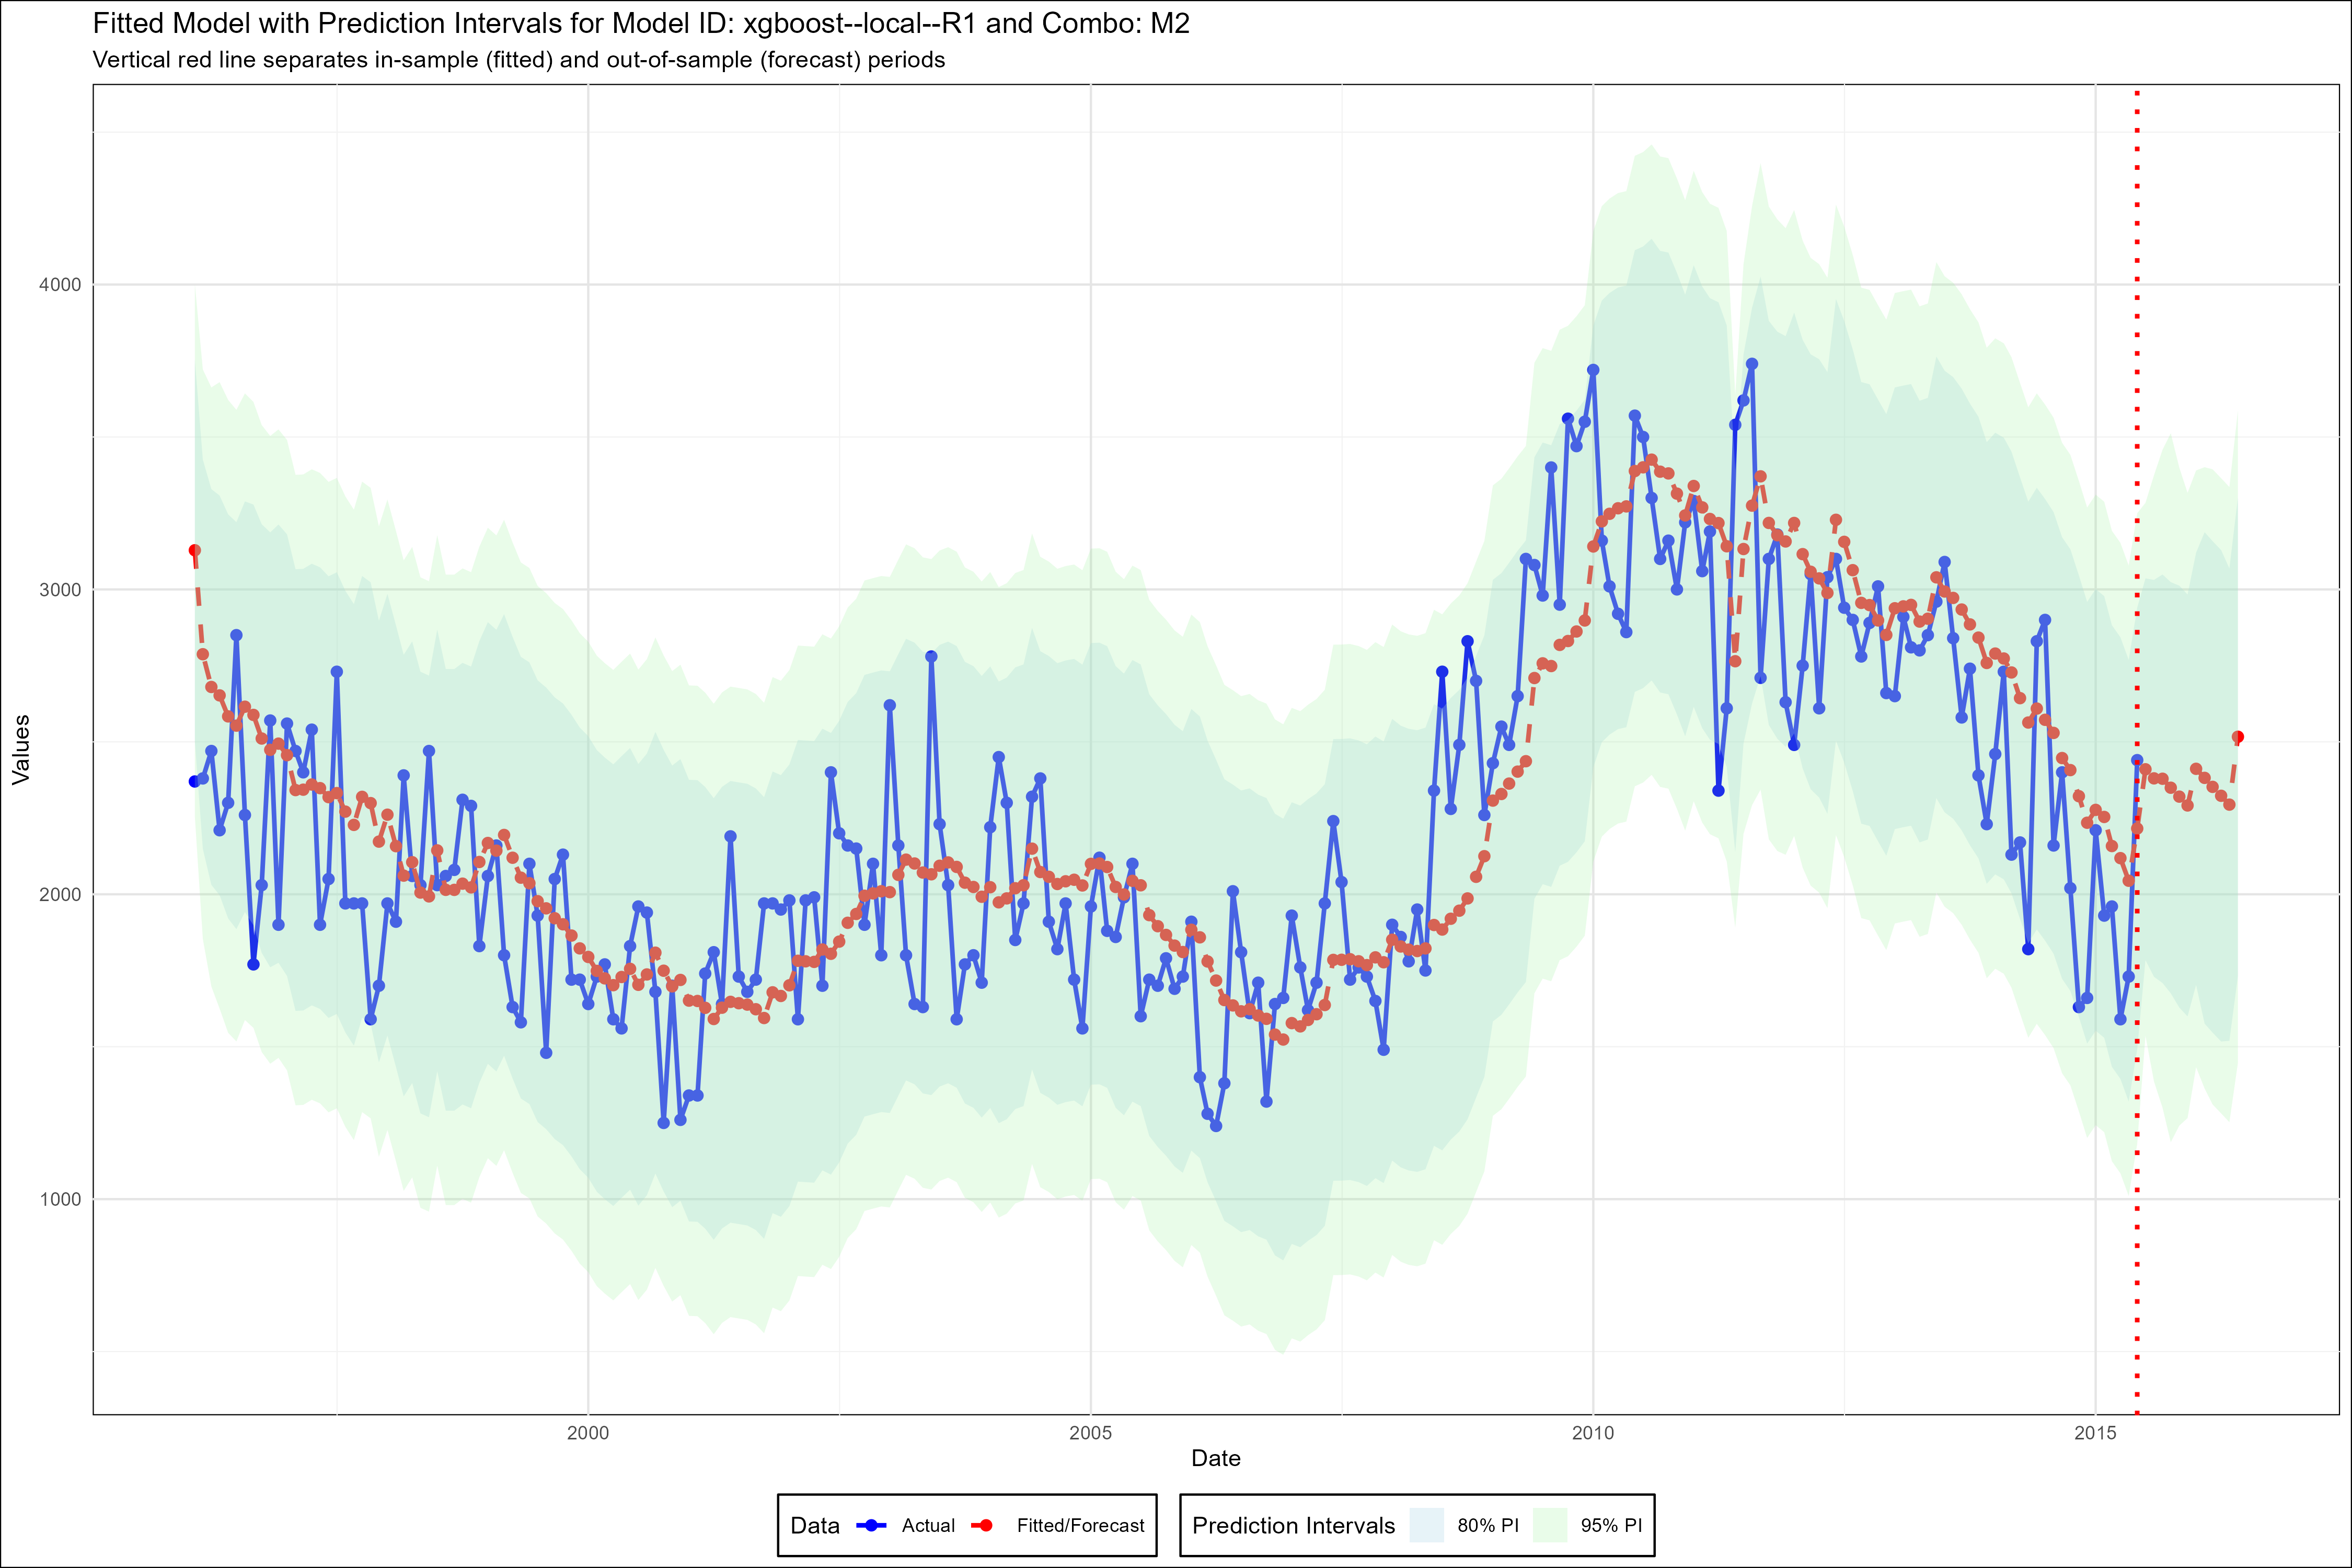 Fitted Model with Prediction Intervals for Model ID: xgboost--local--R1 and Combo: M2
Vertical red line separates in-sample (fitted) and out-of-sample (forecast) periods
Values
4000
3000
2000
1000
2000
2005
2010
2015
Date
Data
Actual
Fitted/Forecast
Prediction Intervals
80% PI
95% PI